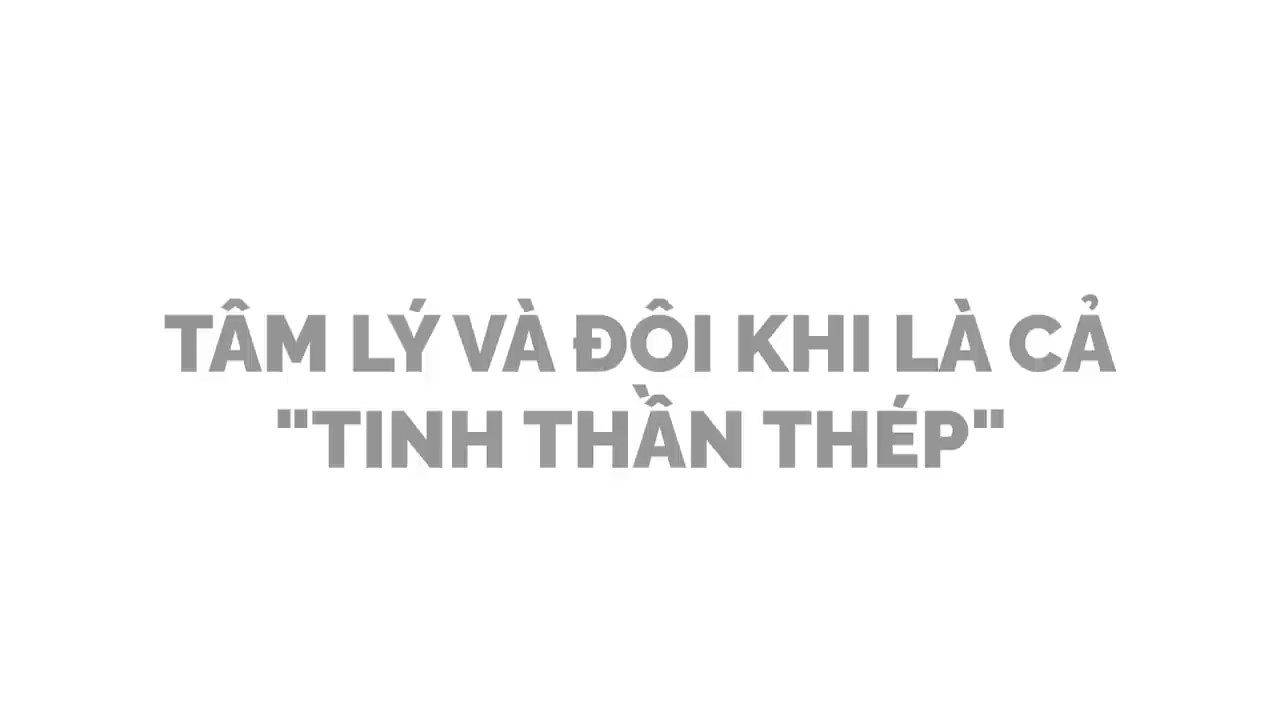 TÂM LÝ VÀ ĐÔI KHI LÀ CẢ
"TINH THẦN THÉP"